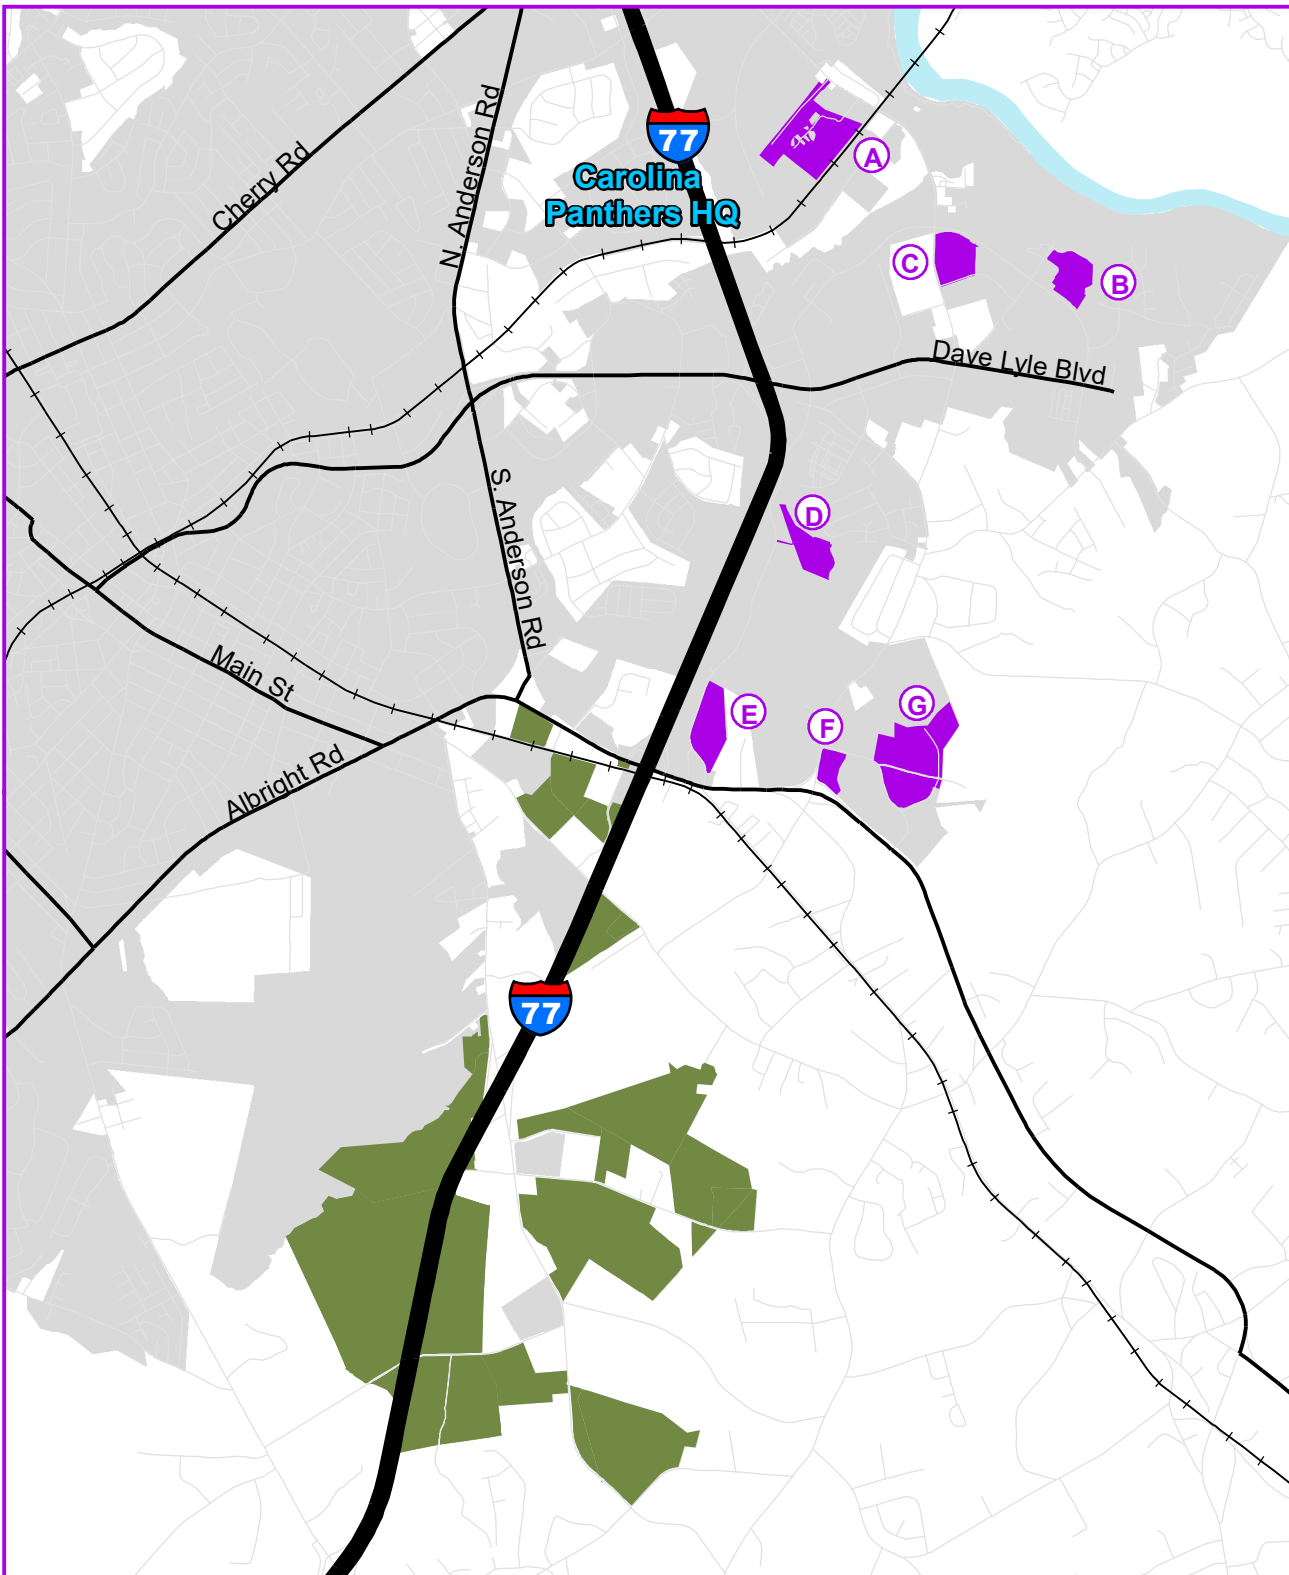 N. Anderson Rd
77
A
Cherry Rd
Carolina
Panthers HQ
C
B
Dave Lyle Blvd
S. Anderson Rd
D
Main St
E
F
G
Albright Rd
77